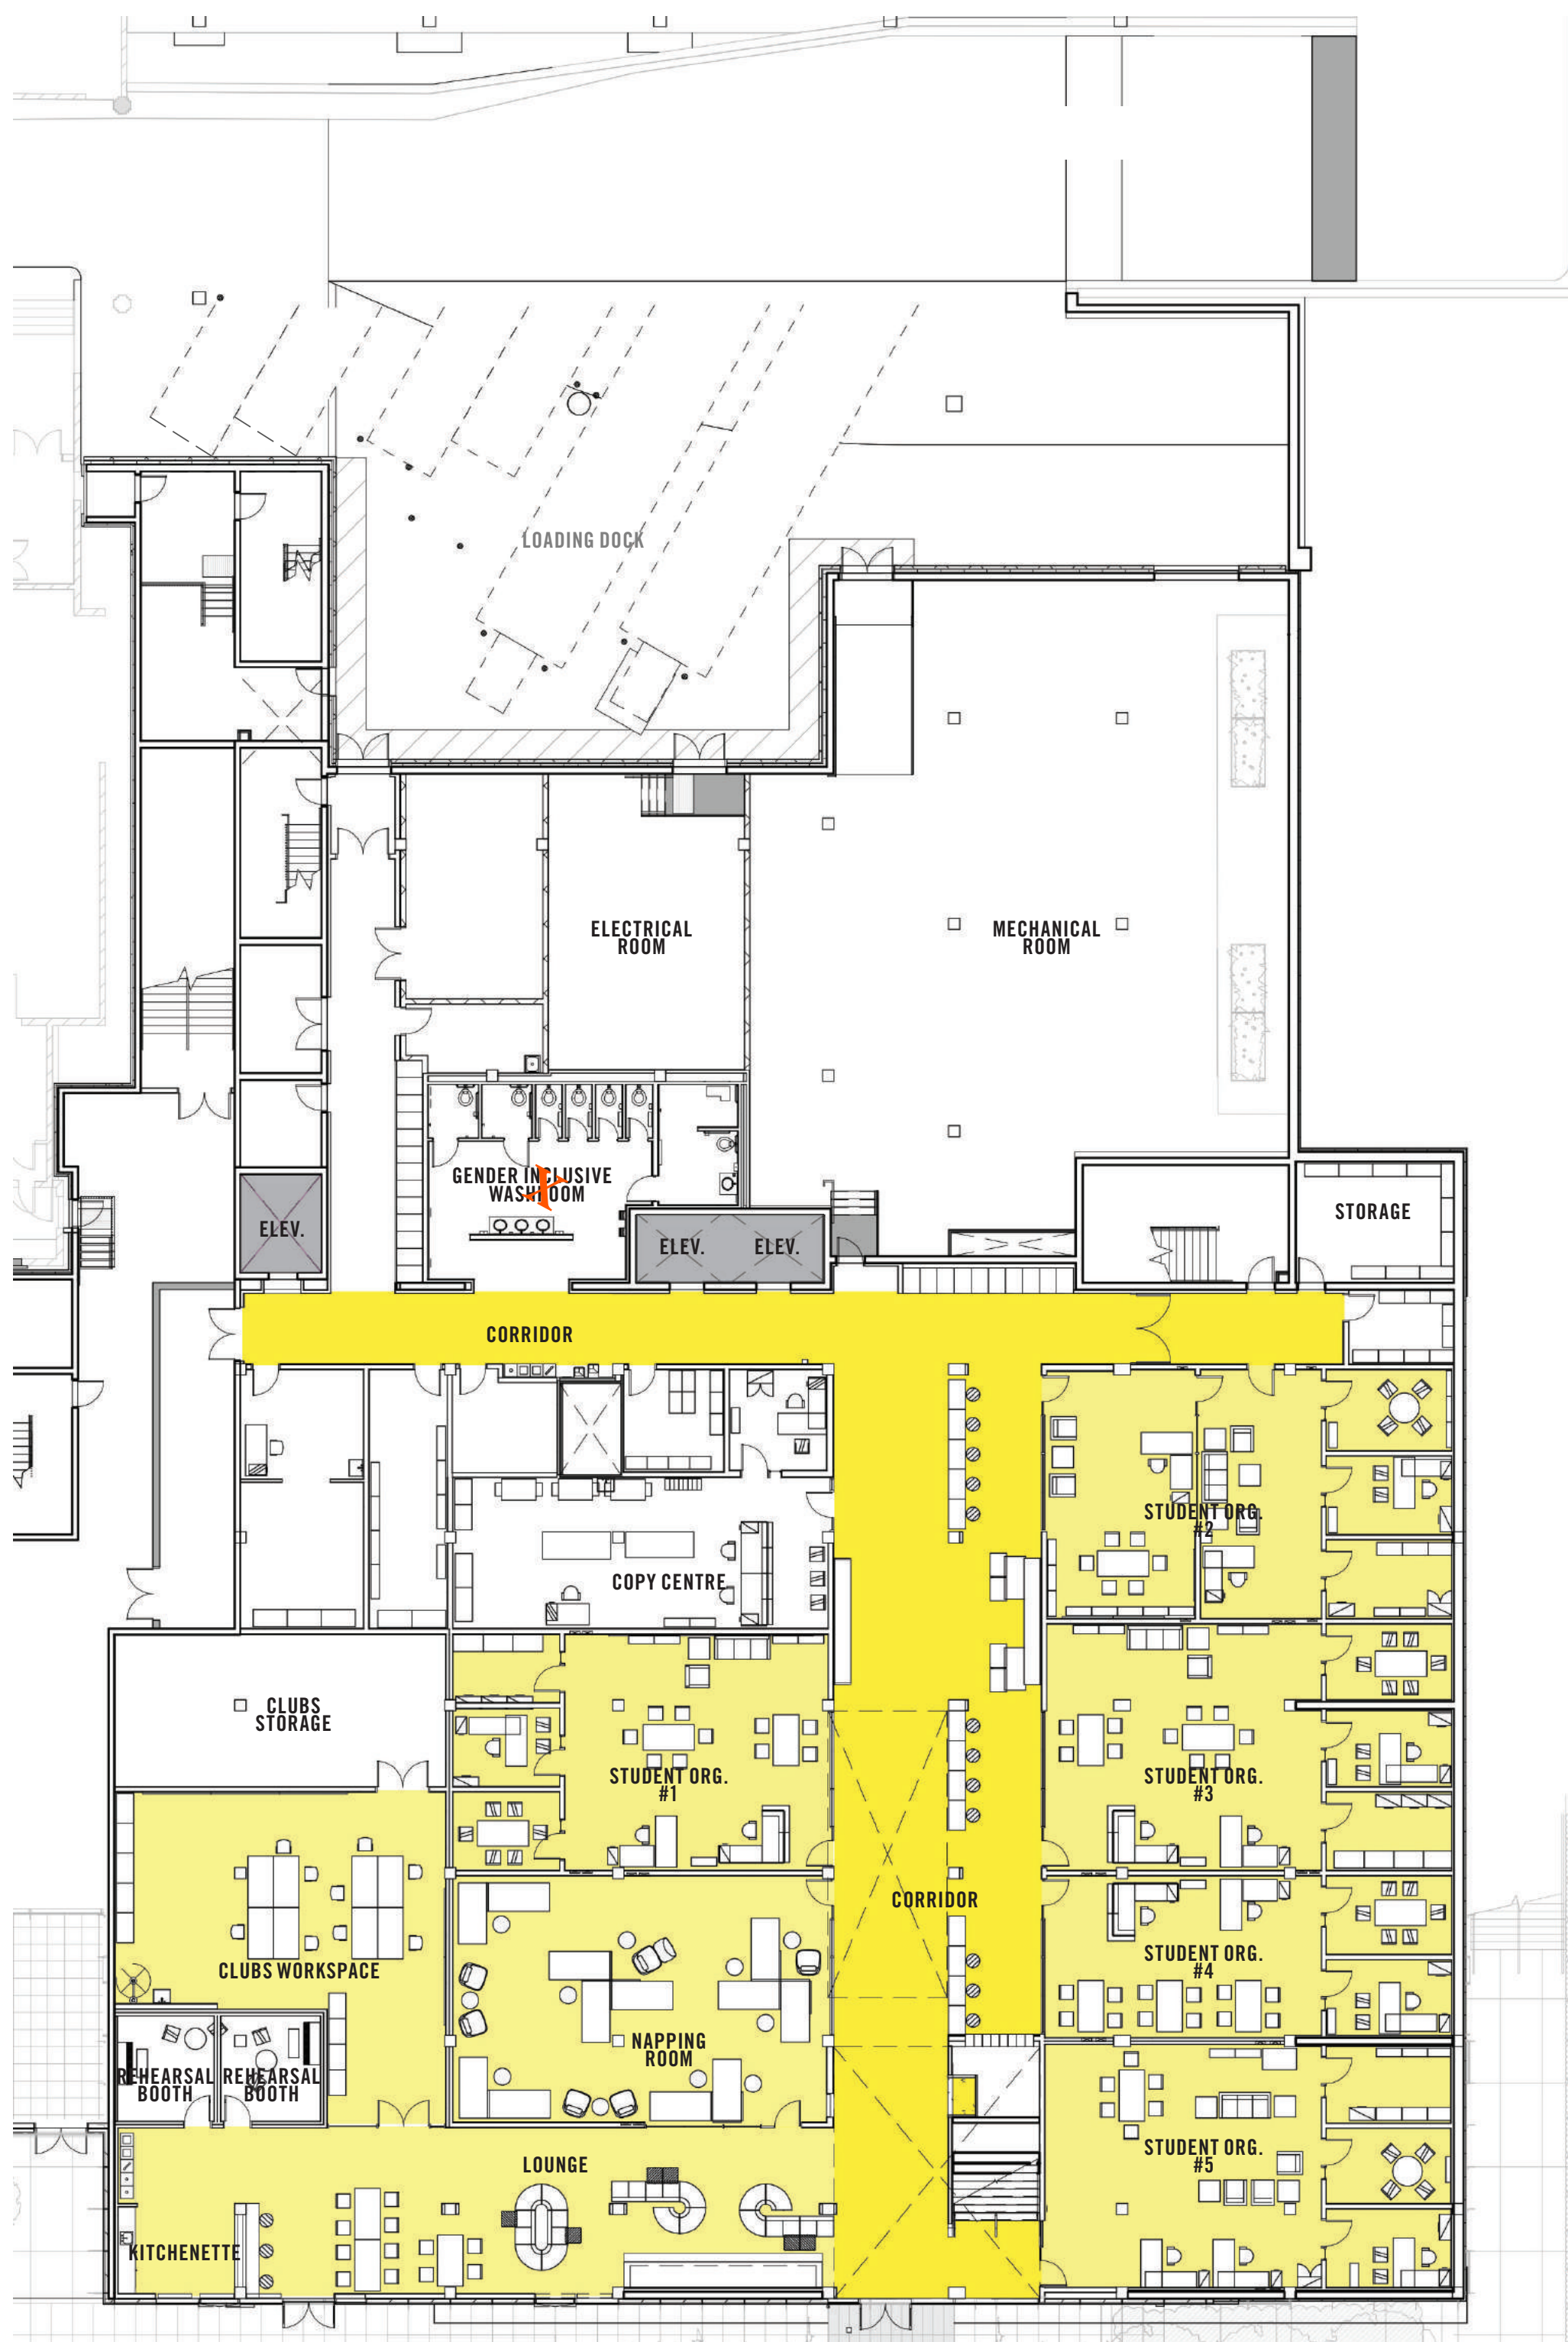 LOADING DOCK
ELECTRICAL
ROOM
MECHANICAL
ROOM
GENDER INCLUSIVE
WASHROOM
STORAGE
ELEV.
ELEV.
ELEV.
CORRIDOR
STUDENT ORG.
#2
COPY CENTRE
CLUBS
STORAGE
STUDENT ORG.
#1
STUDENT ORG.
#3
CORRIDOR
CLUBS WORKSPACE
STUDENT ORG.
#4
NAPPING
ROOM
REHEARSAL
BOOTH
REHEARSAL
BOOTH
STUDENT ORG.
#5
LOUNGE
KITCHENETTE